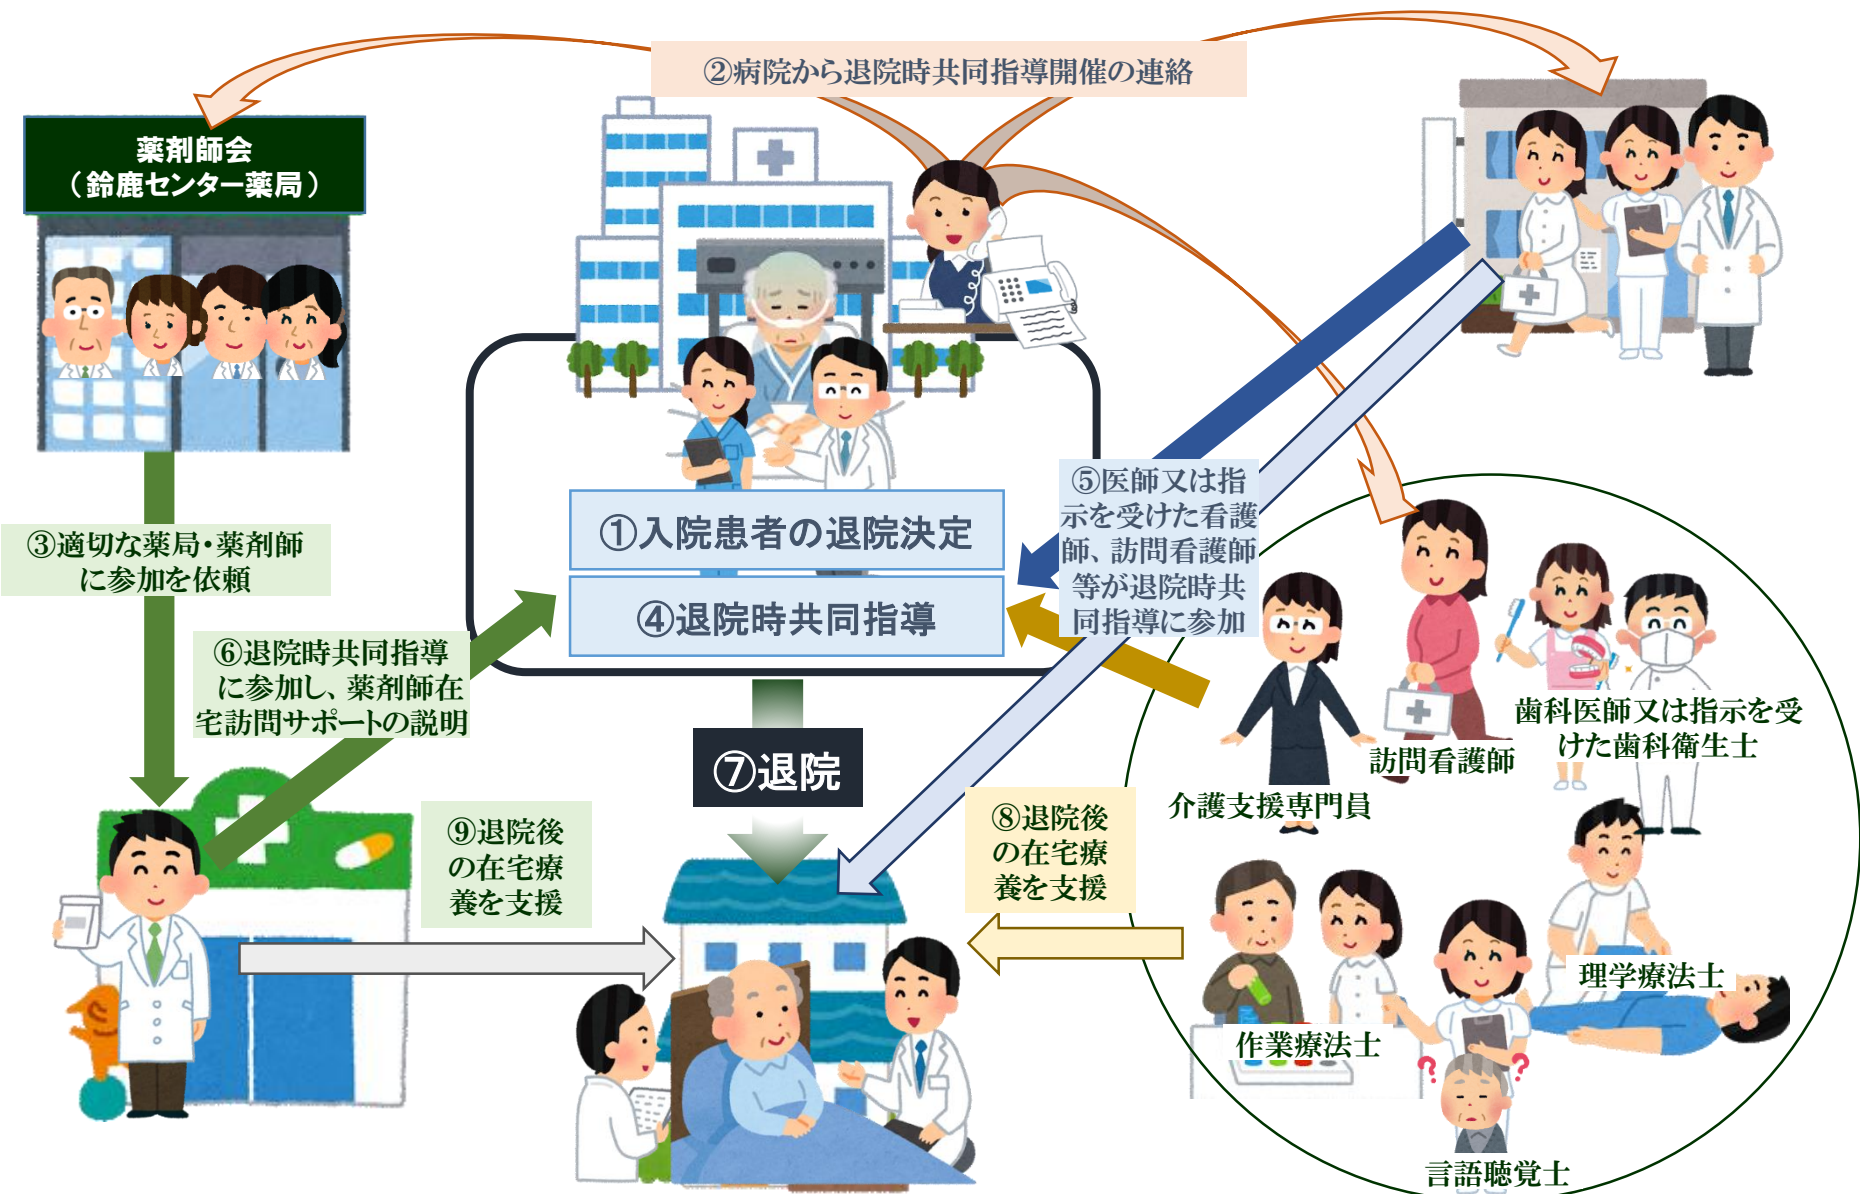 ②病院から退院時共同指導開催の連絡
薬剤師会
（鈴鹿センター薬局）
①入院患者の退院決定
③適切な薬局・薬剤師
に参加を依頼
④退院時共同指導
⑤医師又は指
示を受けた看護
師、訪問看護師
等が退院時共
同指導に参加
⑥退院時共同指導
に参加し、薬剤師在
宅訪問サポートの説明
⑦退院
⑧退院後
の在宅療
養を支援
⑨退院後
の在宅療
養を支援
介護支援専門員
訪問看護師
歯科医師又は指示を受
けた歯科衛生士
理学療法士
作業療法士
言語聴覚士